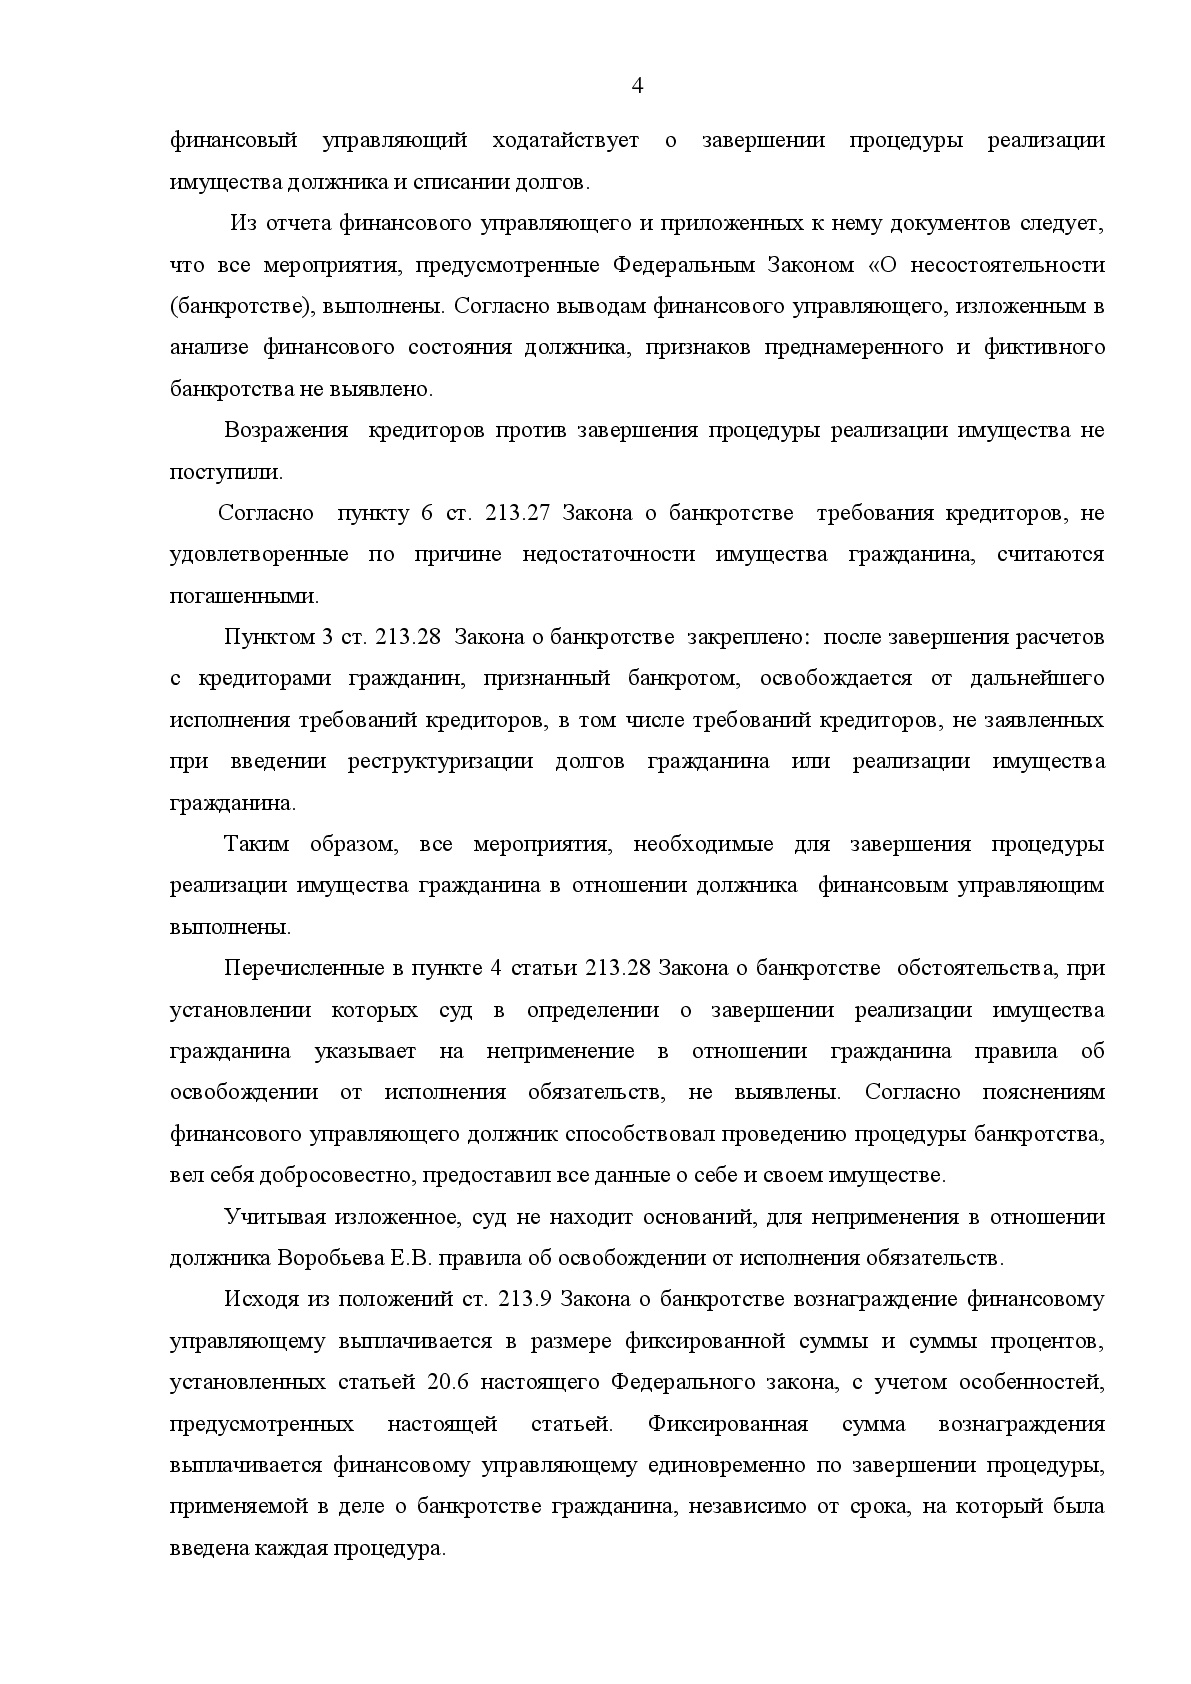 4
финансовый управляющий ходатайствует о завершении процедуры реализации
имущества должника и списании долгов.
Из отчета финансового управляющего и приложенных к нему документов следует,
что все мероприятия, предусмотренные Федеральным Законом «О несостоятельности
(банкротстве), выполнены. Согласно выводам финансового управляющего, изложенным в
анализе финансового состояния должника, признаков преднамеренного и фиктивного
банкротства не выявлено.
Возражения кредиторов против завершения процедуры реализации имущества не
поступили.
Согласно пункту 6 ст. 213.27 Закона о банкротстве требования кредиторов, не
удовлетворенные по причине недостаточности имущества гражданина, считаются
погашенными.
Пунктом 3 ст. 213.28 Закона о банкротстве закреплено: после завершения расчетов
с кредиторами гражданин, признанный банкротом, освобождается от дальнейшего
исполнения требований кредиторов, в том числе требований кредиторов, не заявленных
при введении реструктуризации долгов гражданина или реализации имущества
гражданина.
Таким образом, все мероприятия, необходимые для завершения процедуры
реализации имущества гражданина в отношении должника финансовым управляющим
выполнены.
Перечисленные в пункте 4 статьи 213.28 Закона о банкротстве обстоятельства, при
установлении которых суд в определении о завершении реализации имущества
гражданина указывает на неприменение в отношении гражданина правила об
освобождении от исполнения обязательств, не выявлены. Согласно пояснениям
финансового управляющего должник способствовал проведению процедуры банкротства,
вел себя добросовестно, предоставил все данные о себе и своем имуществе.
Учитывая изложенное, суд не находит оснований, для неприменения в отношении
должника Воробьева Е.В. правила об освобождении от исполнения обязательств.
Исходя из положений ст. 213.9 Закона о банкротстве вознаграждение финансовому
управляющему выплачивается в размере фиксированной суммы и суммы процентов,
установленных статьей 20.6 настоящего Федерального закона, с учетом особенностей,
предусмотренных настоящей статьей. Фиксированная сумма вознаграждения
выплачивается финансовому управляющему единовременно по завершении процедуры,
применяемой в деле о банкротстве гражданина, независимо от срока, на который была
введена каждая процедура.